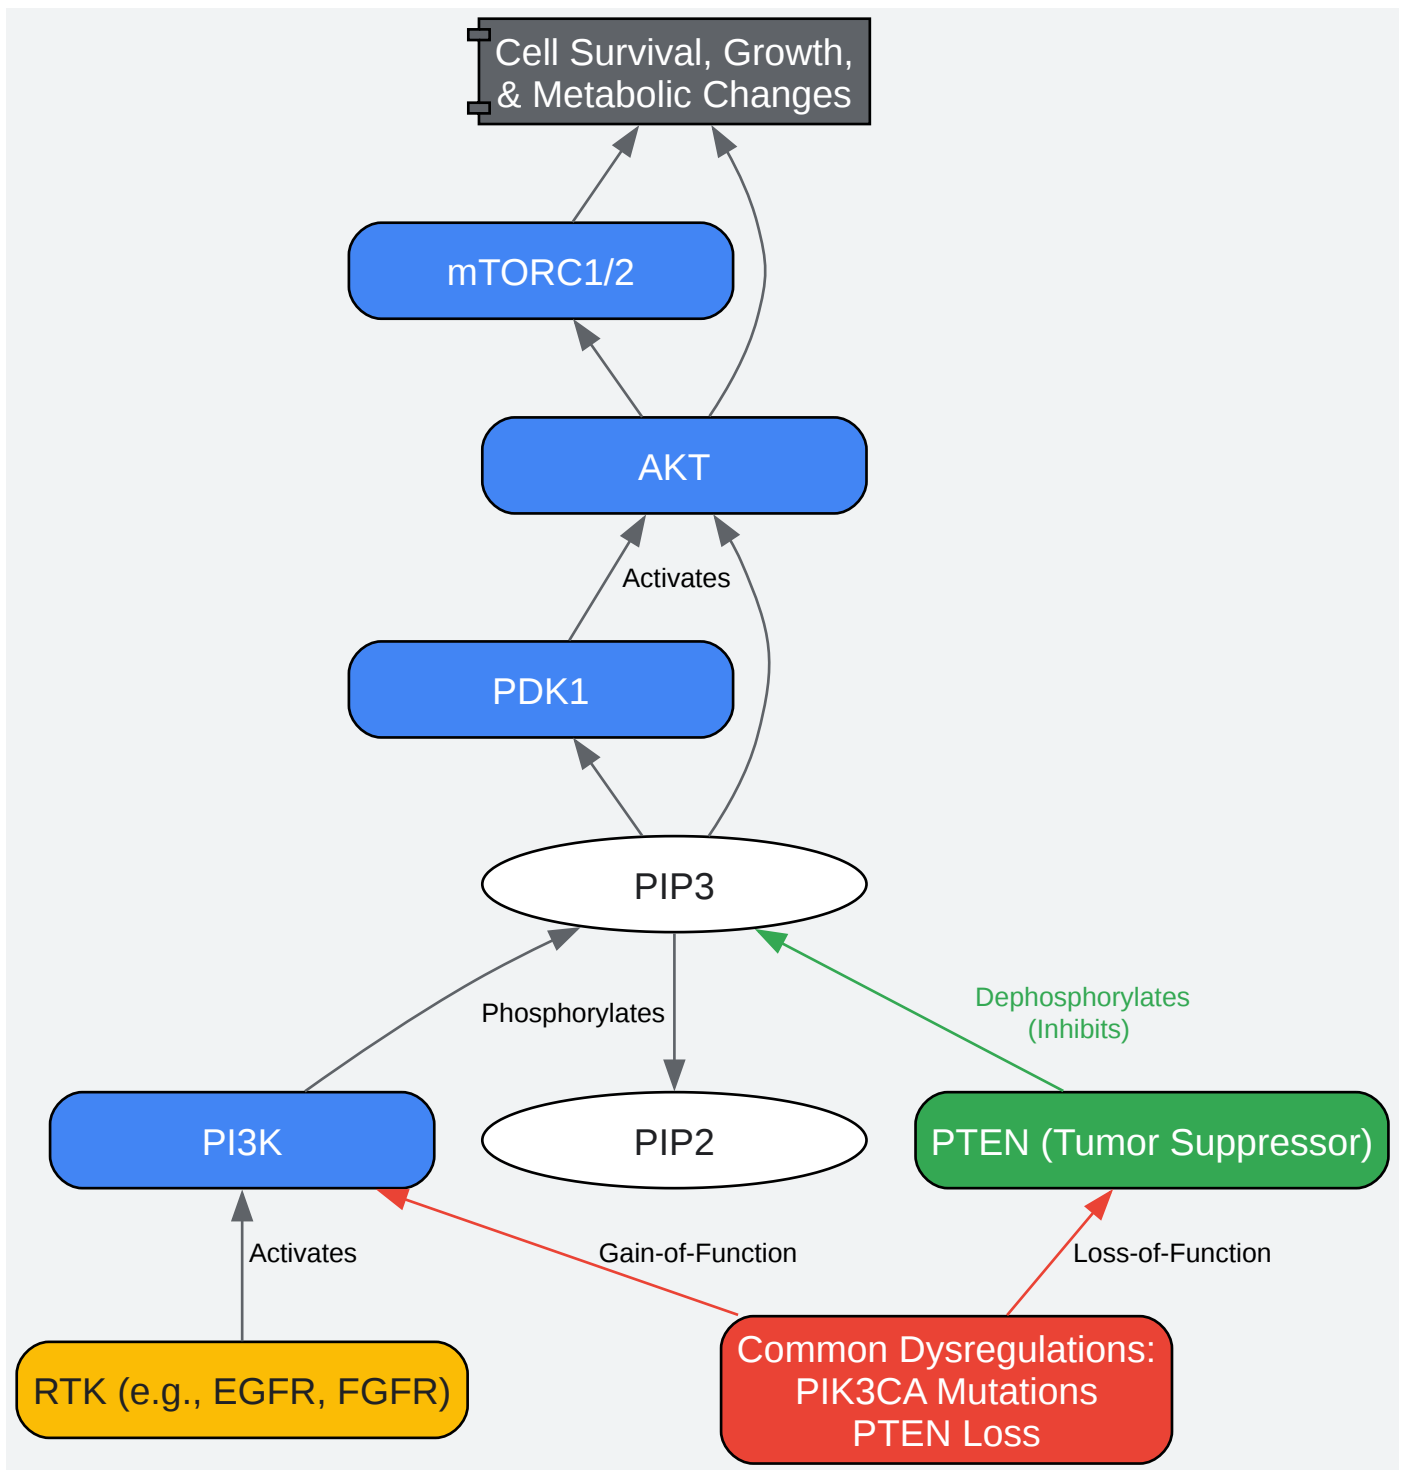 Cell Survival, Growth,
& Metabolic Changes
mTORC1/2
AKT
Activates
PDK1
PIP3
Dephosphorylates
(Inhibits)
Phosphorylates
PI3K
PIP2
PTEN (Tumor Suppressor)
Activates
Gain-of-Function
Loss-of-Function
RTK (e.g., EGFR, FGFR)
Common Dysregulations:
PIK3CA Mutations
PTEN Loss